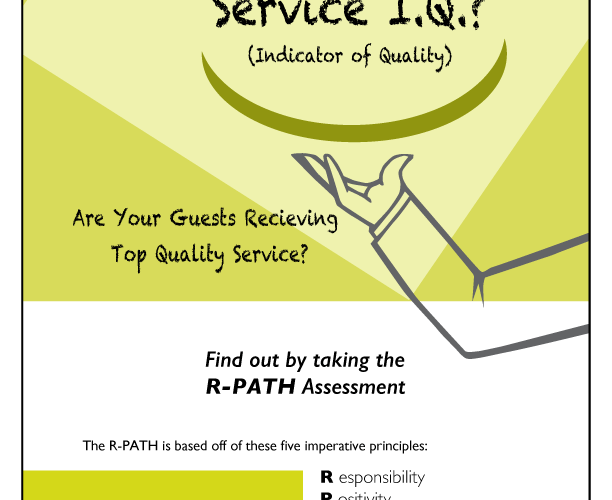 Service I.Q.?
(Indicator of Quality)
Are Your Guests Recieving
Top Quality Service?
Find out by taking the
R-PATH Assessment
The R-PATH is based off of these five imperative principles:
R esponsibility
P ositivity